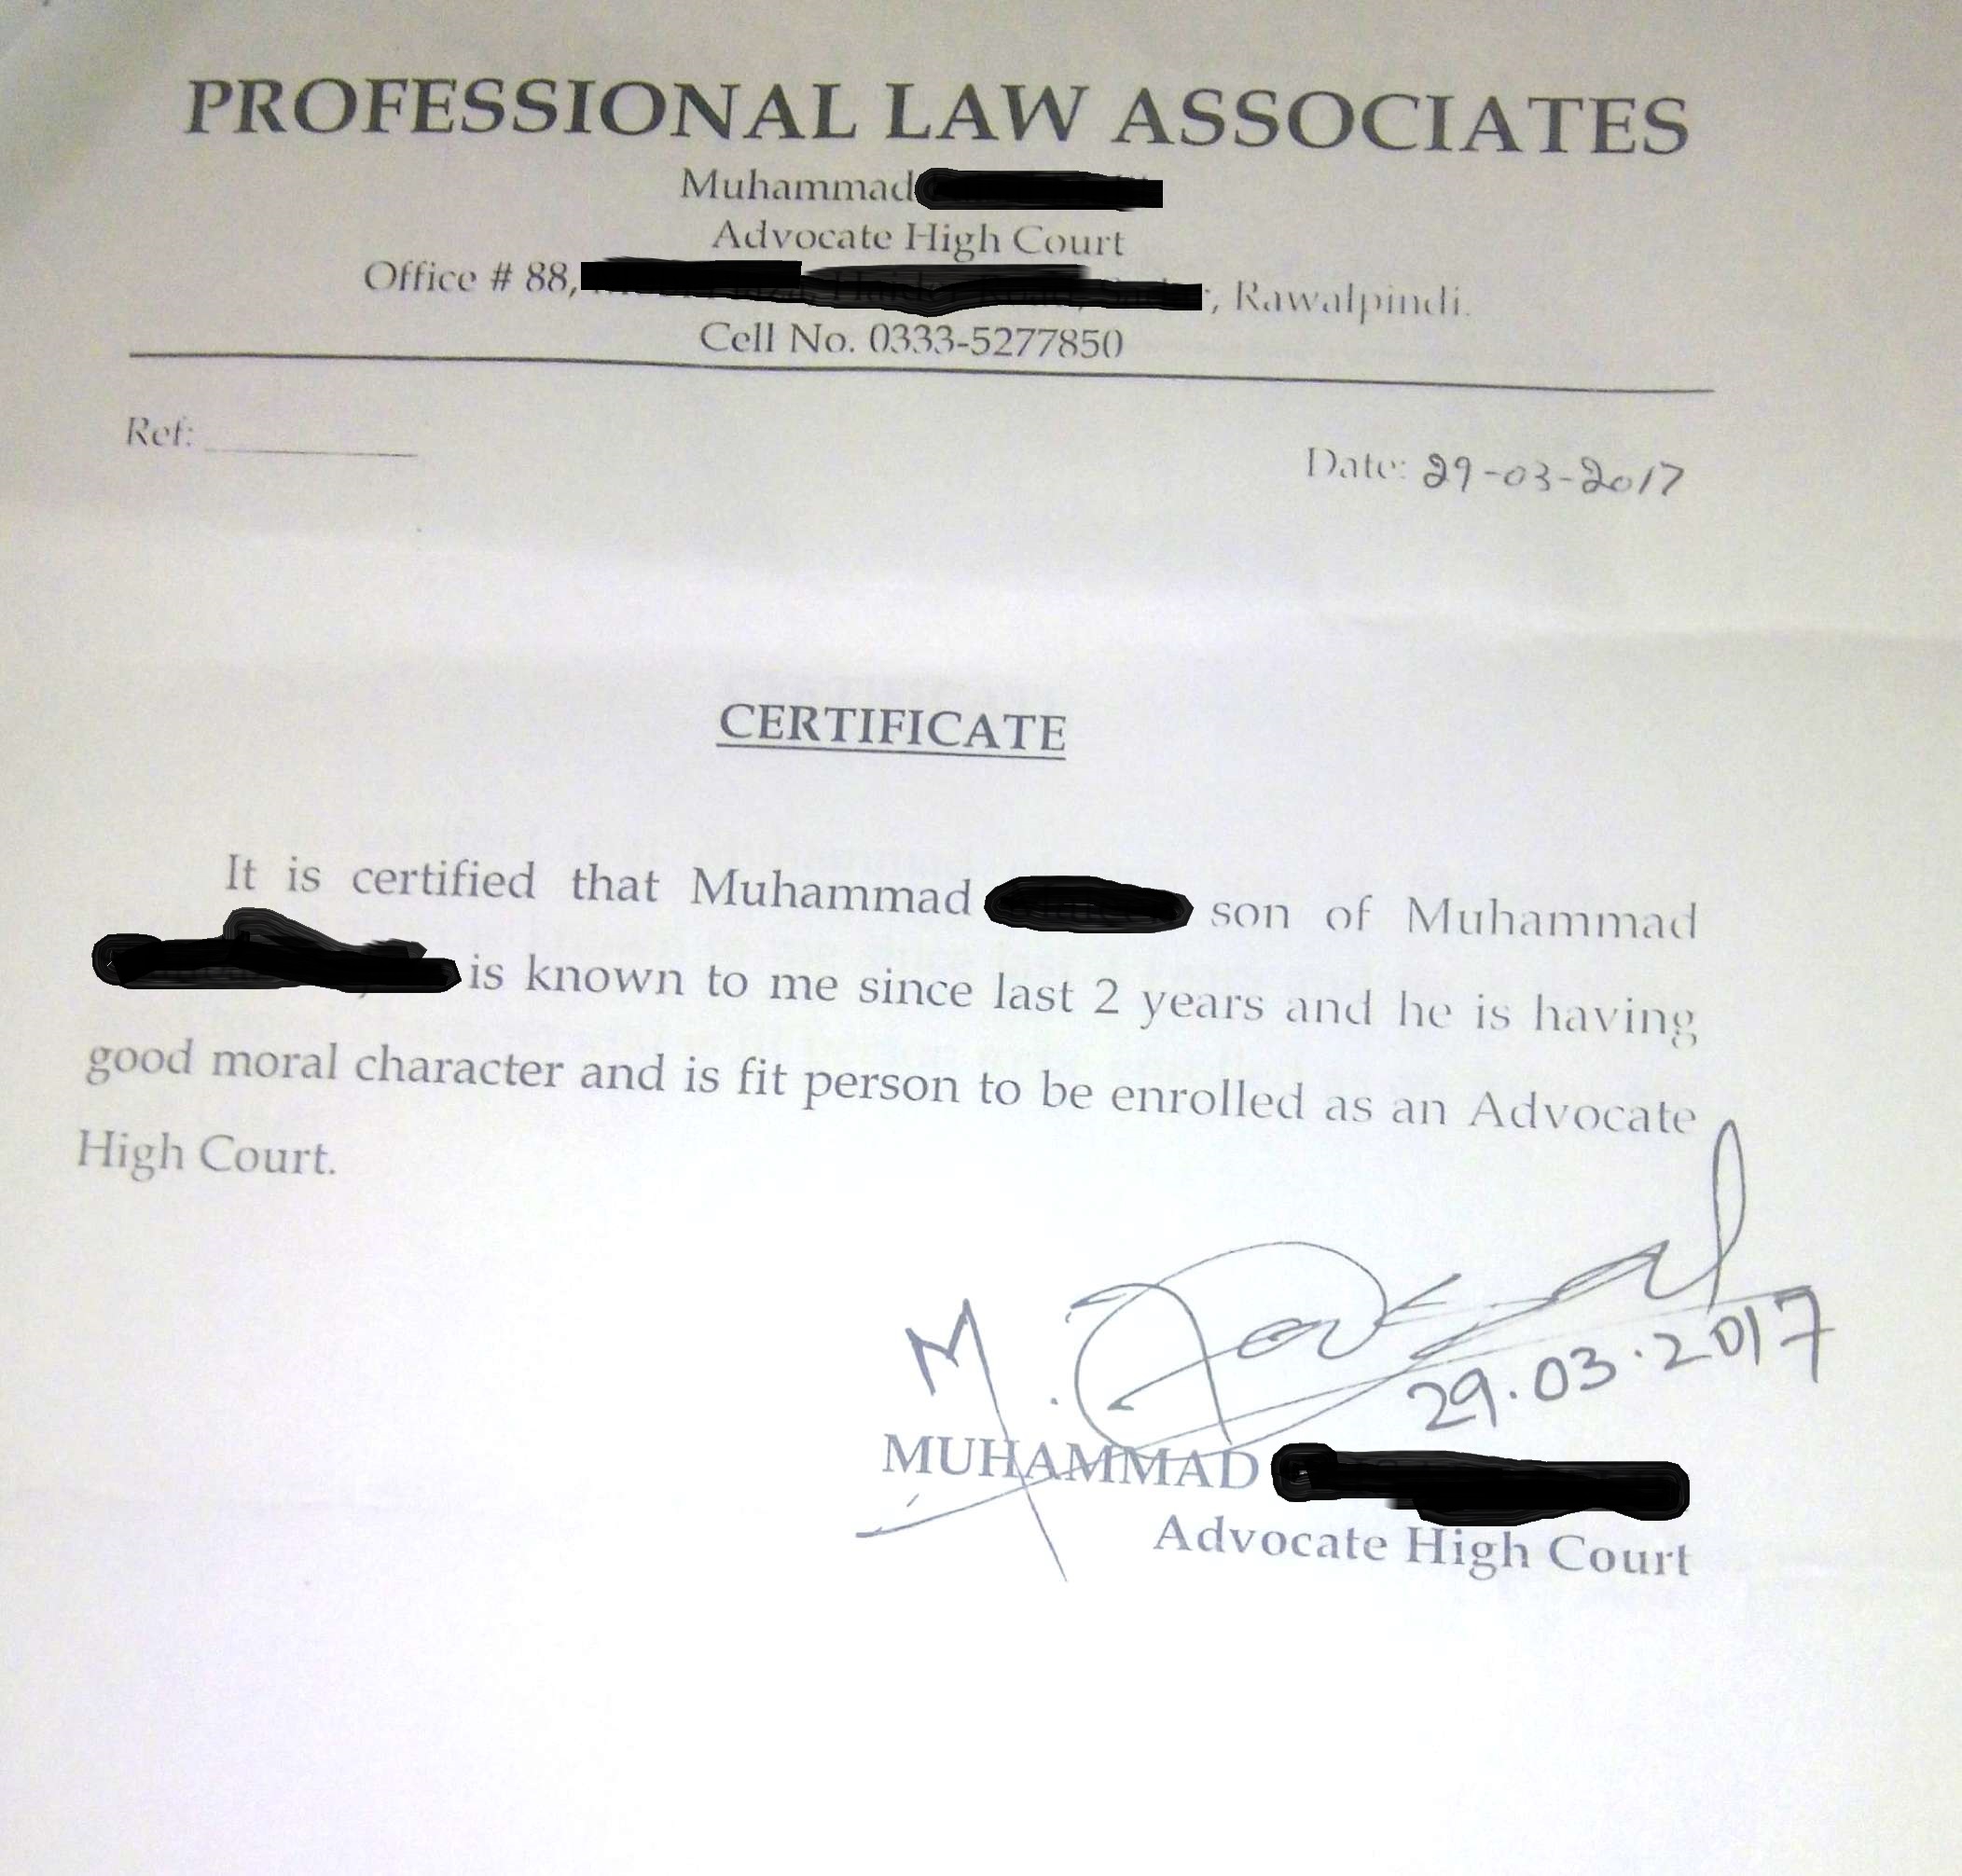 PROFESSIONAL LAW ASSOCIATES
Muhammad
Advocate High Court
Office # 88, Rawalpindi.
Cell No. 0333-5277850
Ref:
Date: 29-03-2017
CERTIFICATE
It is certified that Muhammad son of Muhammad
is known to me since last 2 years and he is having
good moral character and is fit person to be enrolled as an Advocate
High Court.
M.
29.03.2017
MUHAMMAD
Advocate High Court